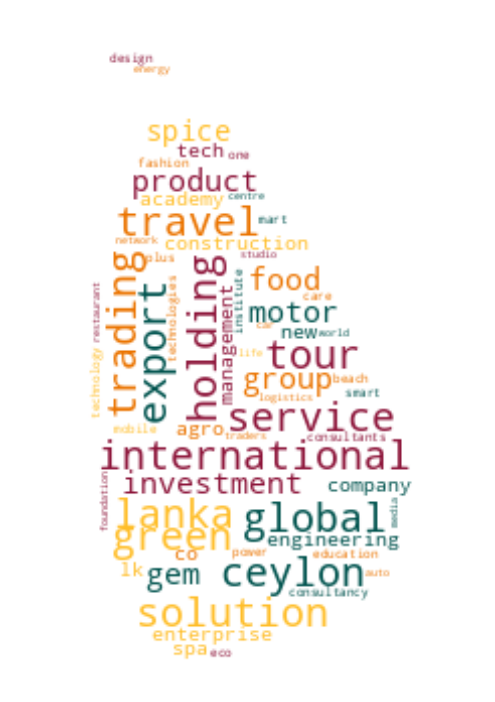 design
energy
spice
tech
one
fashion
product
academy
centre
travel
mart
network
construction
plus
studio
trading
export
technologies
holding
management
institute
food
care
restaurant
motor
car
new
world
technology
life
tour
group
beach
smart
logistics
service
mobile
agro
traders
consultants
international
foundation
investment
company
lanka
global
media
green
engineering
co
power
education
lk
gem
ceylon
auto
consultancy
solution
enterprise
spa
eco